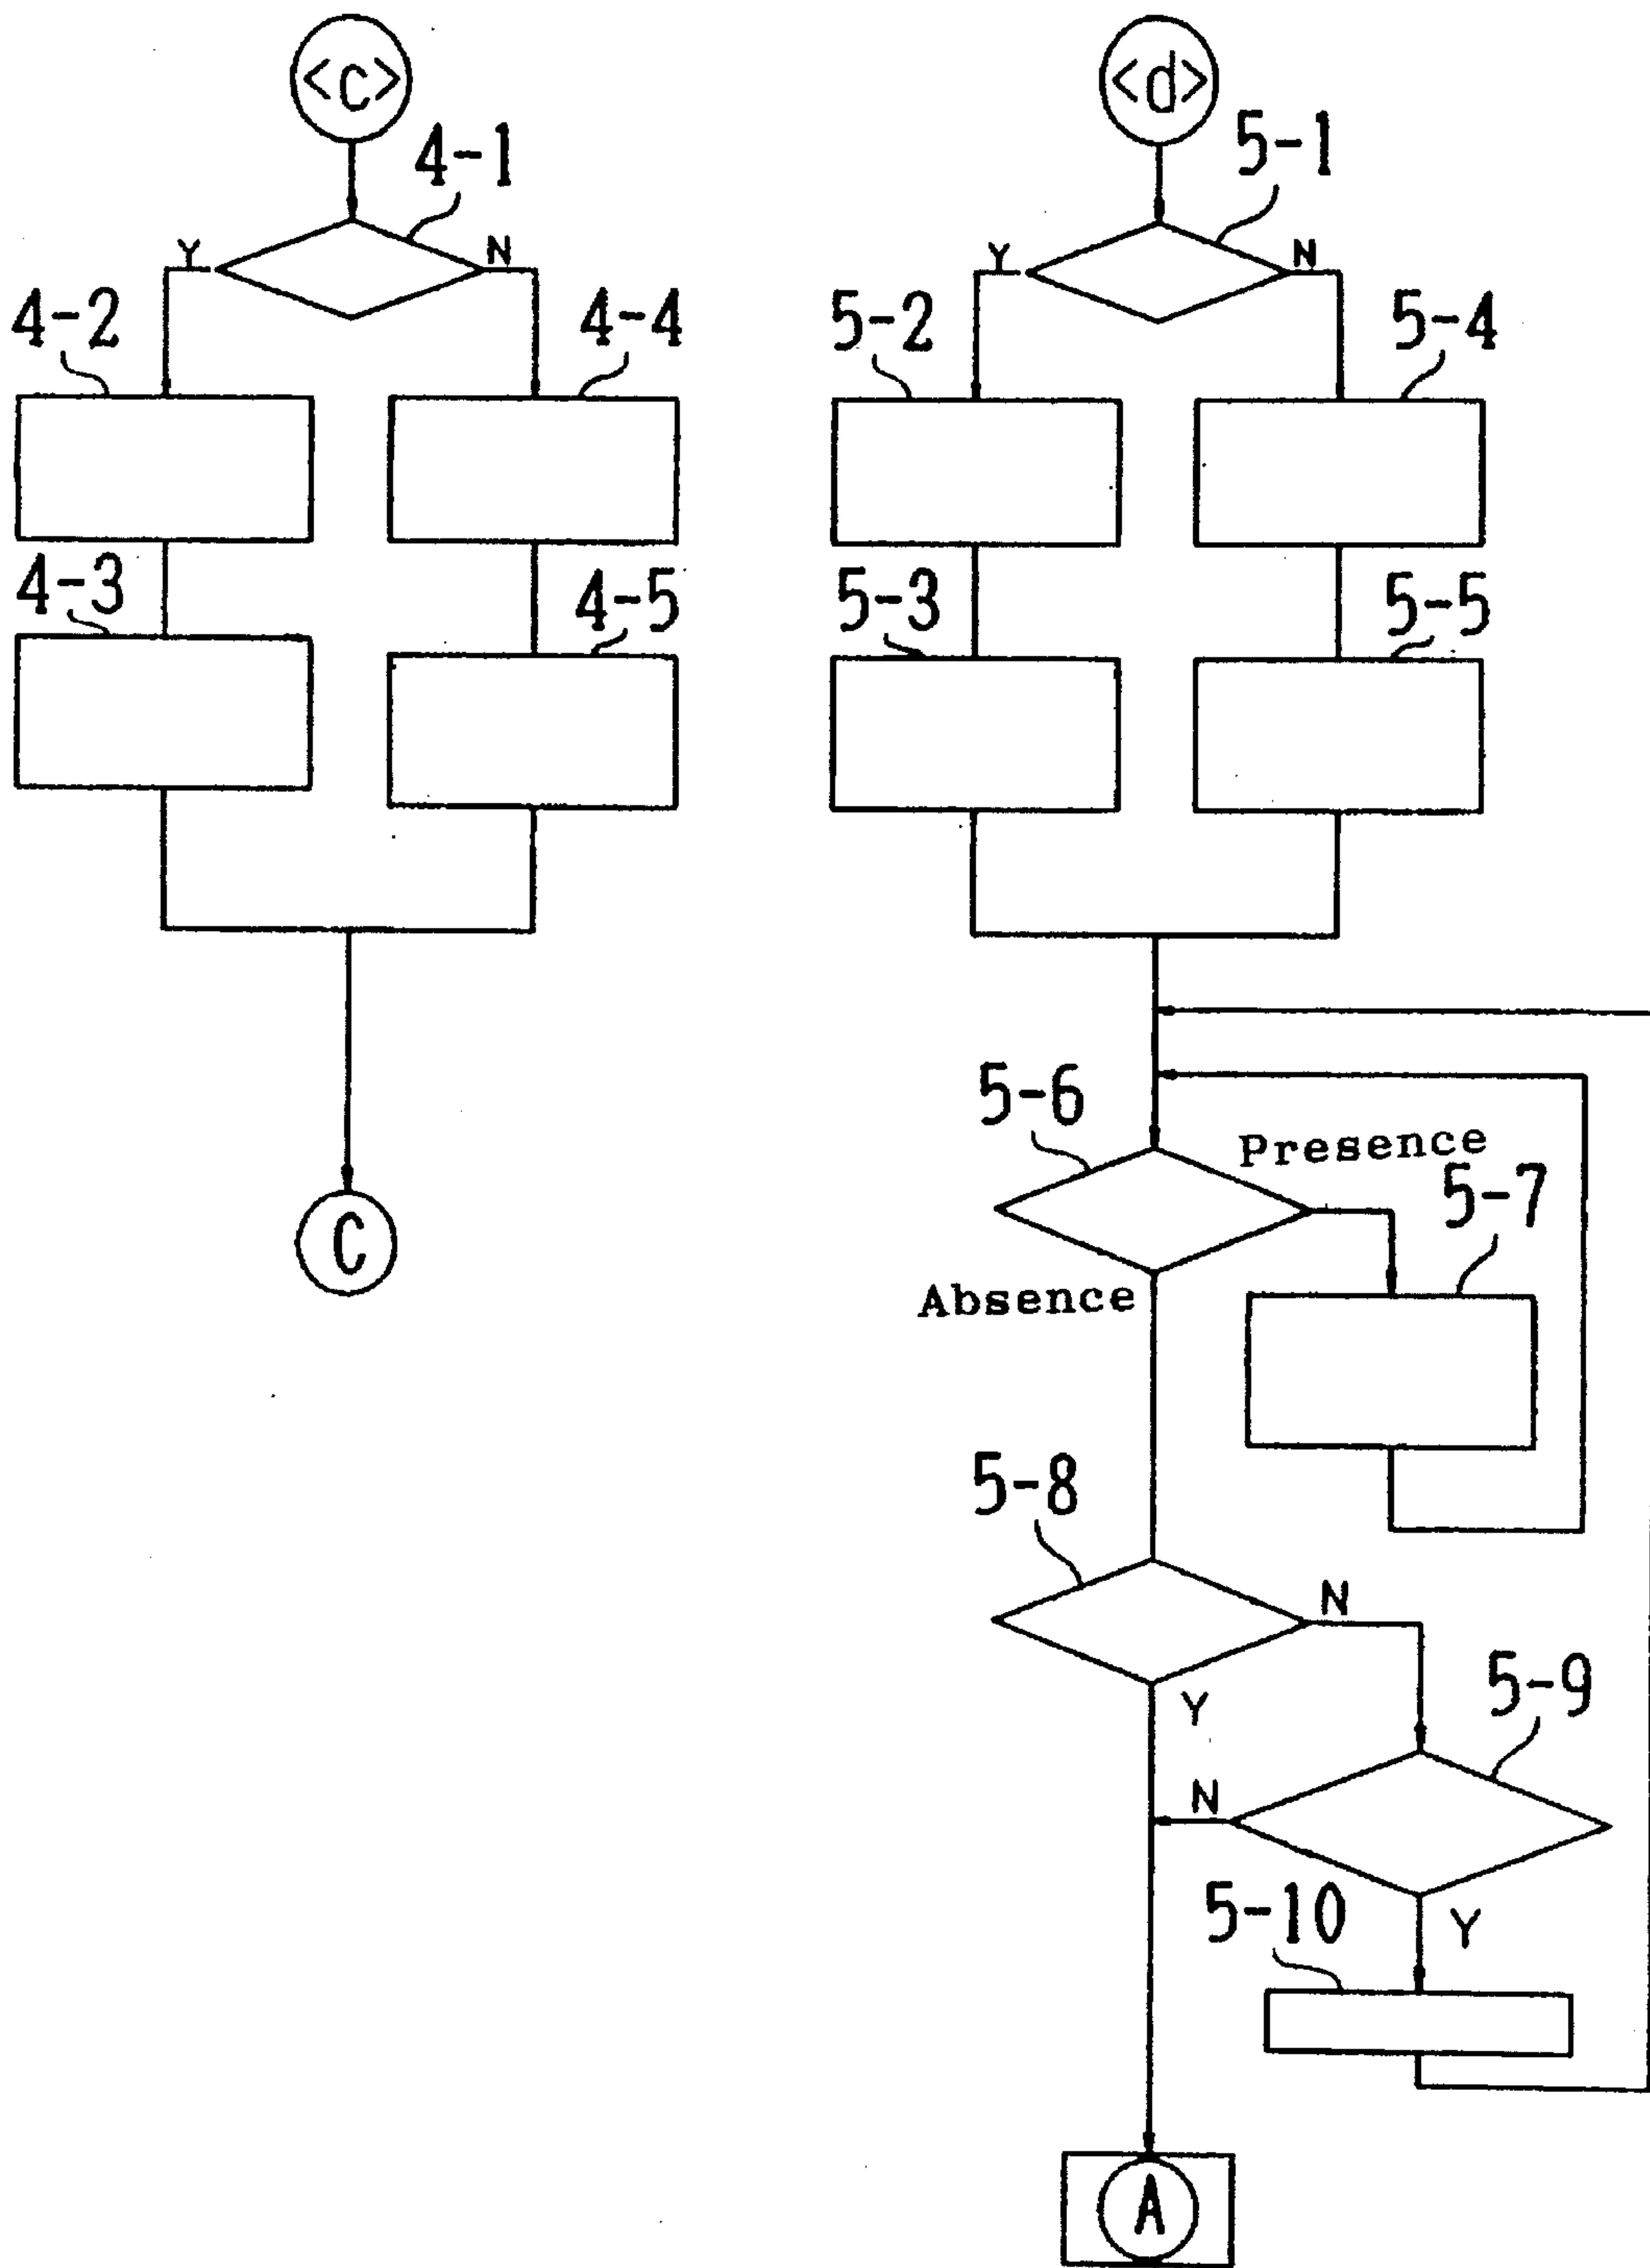 <c>
4-1
Y
N
4-2
4-4
4-3
4-5
C
<d>
5-1
Y
N
5-2
5-4
5-3
5-5
5-6
Presence
5-7
Absence
5-8
N
Y
5-9
N
5-10
Y
A